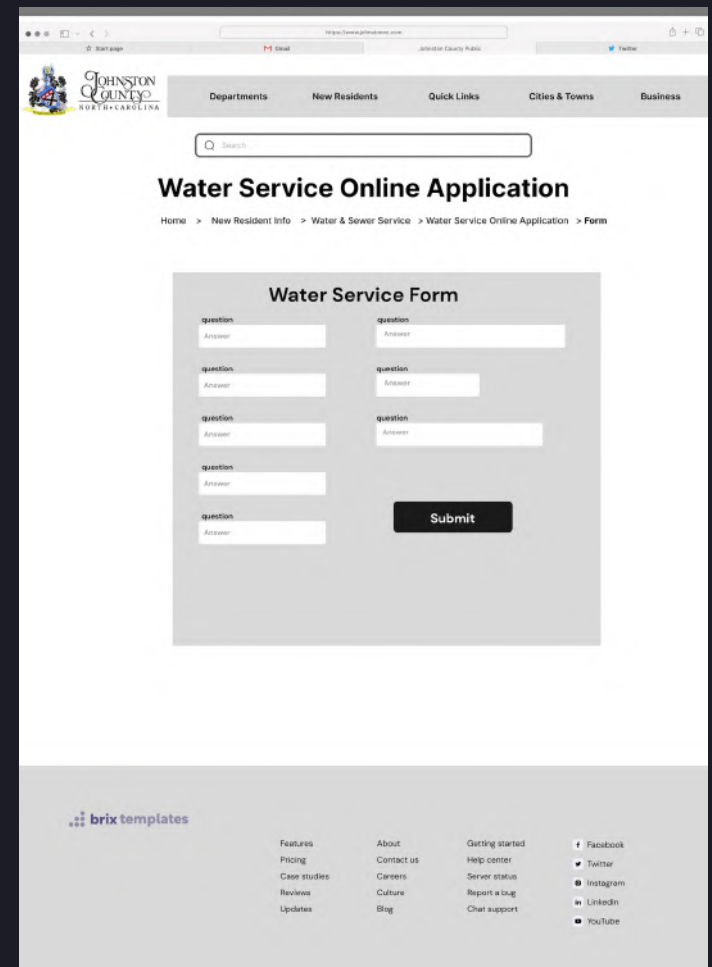 Start page
Gmail
Johnston County Public
Twitter
JOHNSTON
COUNTY
NORTH•CAROLINA
Departments New Residents Quick Links Cities & Towns Business
Search
Water Service Online Application
Home > New Resident Info > Water & Sewer Service > Water Service Online Application > Form
Water Service Form
question question
Answer Answer
question question
Answer Answer
question question
Answer Answer
question
Answer
question
Answer
Submit
brix templates
Features About Getting started Facebook
Pricing Contact us Help center Twitter
Case studies Careers Server status Instagram
Reviews Culture Report a bug LinkedIn
Updates Blog Chat support YouTube